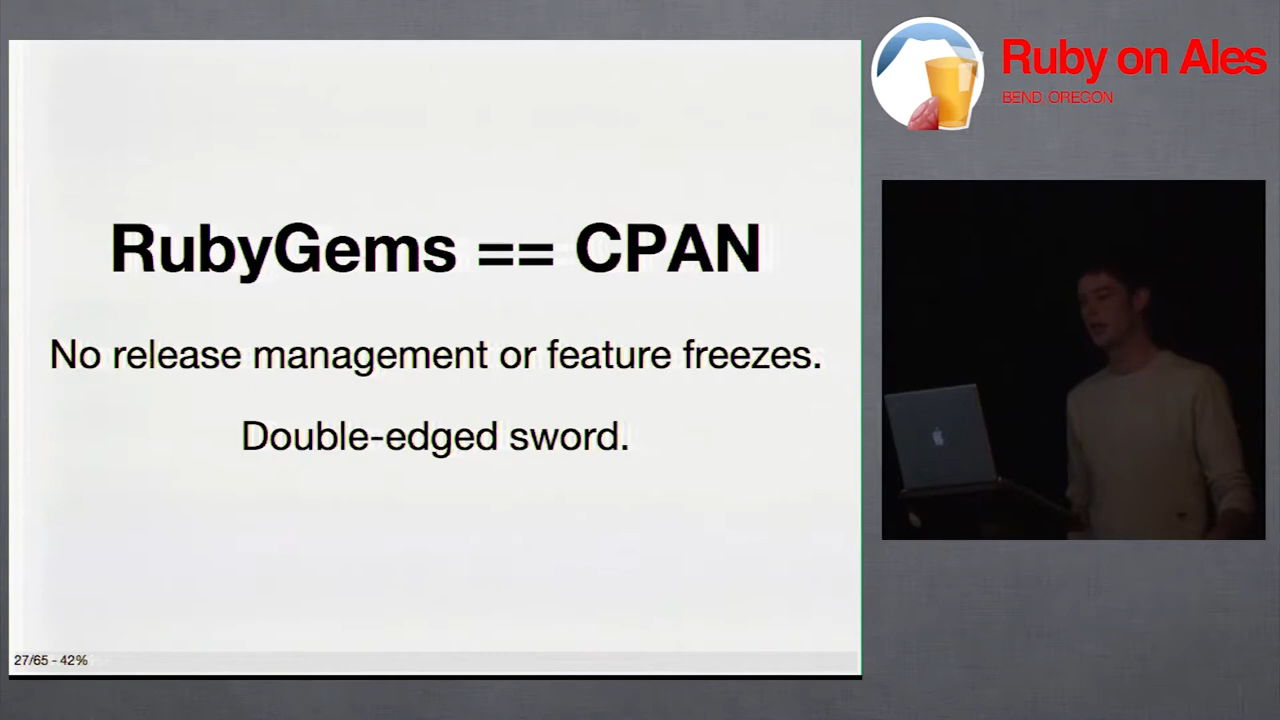 RubyGems == CPAN
No release management or feature freezes.
Double-edged sword.
27/65 - 42%
Ruby on Ales
BEND OREGON